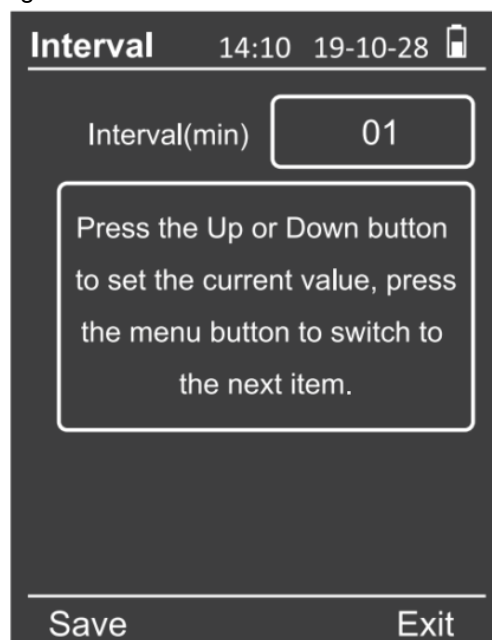 Interval 14:10 19-10-28
Interval(min) 01
Press the Up or Down button
to set the current value, press
the menu button to switch to
the next item.
Save Exit